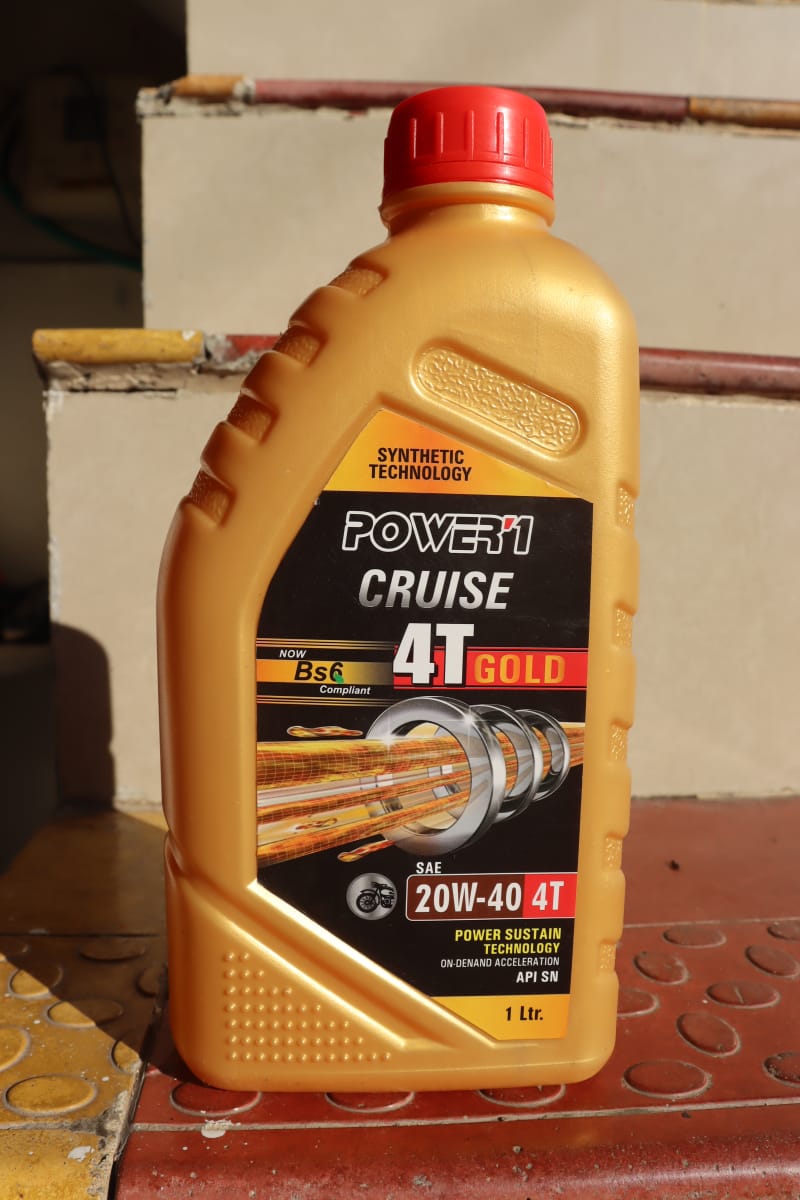 SYNTHETIC
TECHNOLOGY
POWER'1
CRUISE
4T GOLD
NOW
Bs6
Compliant
SAE
20W-40 4T
POWER SUSTAIN
TECHNOLOGY
ON-DENAND ACCELERATION
API SN
1 Ltr.